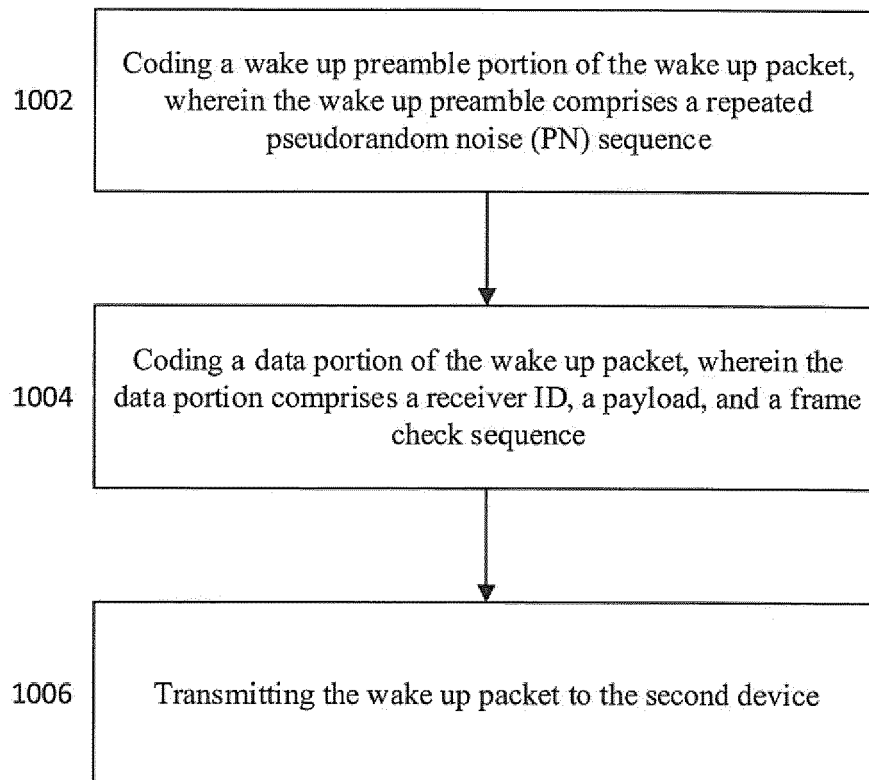 Coding a wake up preamble portion of the wake up packet,
1002 wherein the wake up preamble comprises a repeated
pseudorandom noise (PN) sequence
Coding a data portion of the wake up packet, wherein the
1004 data portion comprises a receiver ID, a payload, and a frame
check sequence
1006 Transmitting the wake up packet to the second device